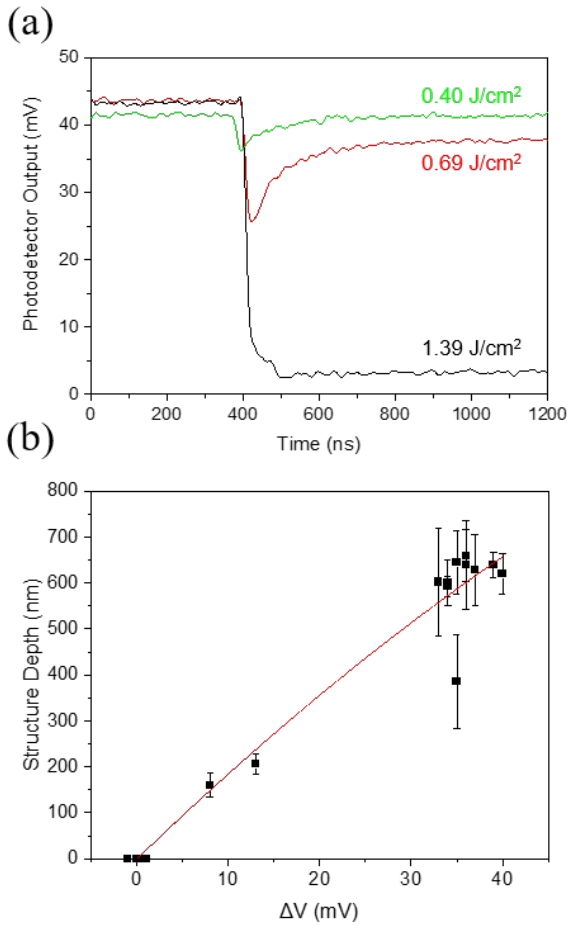 (a)
50
40
30
20
10
0
Photodetector Output (mV)
0.40 J/cm²
0.69 J/cm²
1.39 J/cm²
0 200 400 600 800 1000 1200
Time (ns)
(b)
800
700
600
500
400
300
200
100
0
Structure Depth (nm)
0 10 20 30 40
ΔV (mV)